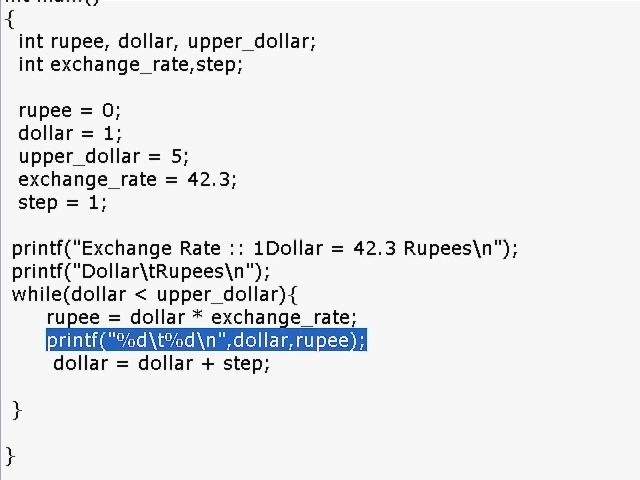 int main()
{
int rupee, dollar, upper_dollar;
int exchange_rate,step;
rupee = 0;
dollar = 1;
upper_dollar = 5;
exchange_rate = 42.3;
step = 1;
printf("Exchange Rate :: 1Dollar = 42.3 Rupees\n");
printf("Dollar\tRupees\n");
while(dollar < upper_dollar){
rupee = dollar * exchange_rate;
printf("%d\t%d\n",dollar,rupee);
dollar = dollar + step;
}
}